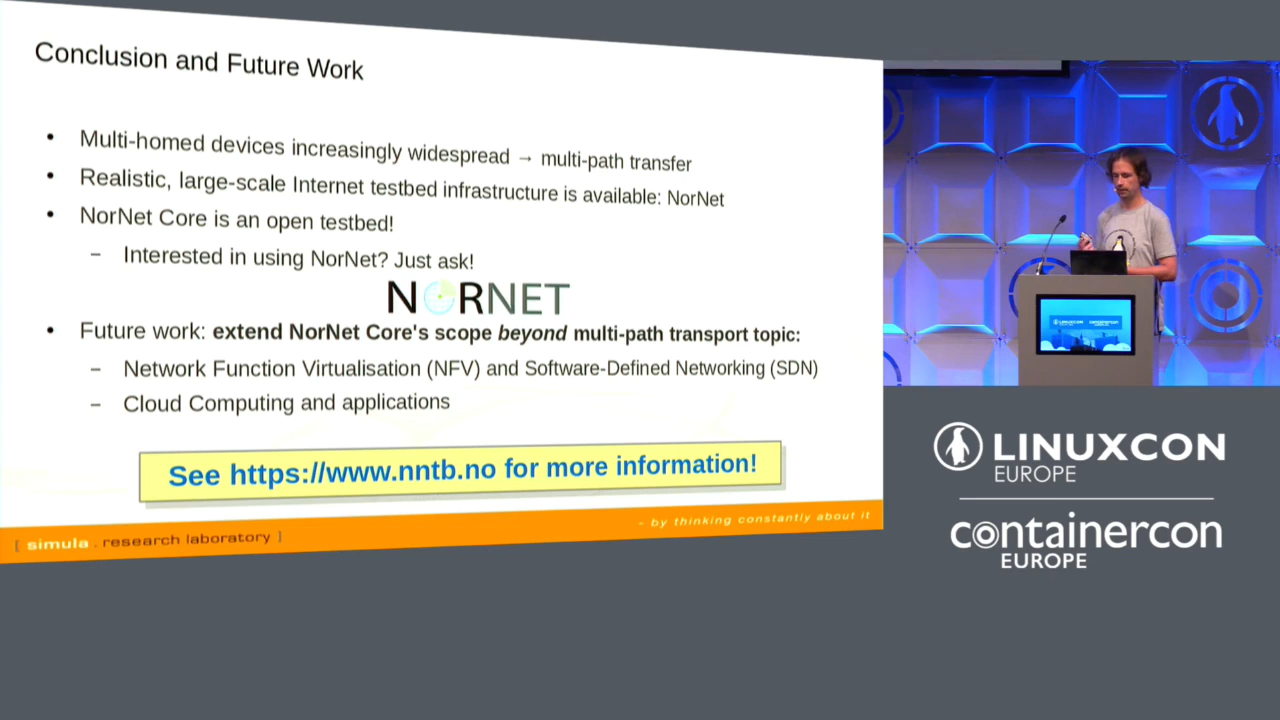 Conclusion and Future Work
• Multi-homed devices increasingly widespread → multi-path transfer
• Realistic, large-scale Internet testbed infrastructure is available: NorNet
• NorNet Core is an open testbed!
– Interested in using NorNet? Just ask!
NORNET
• Future work: extend NorNet Core's scope beyond multi-path transport topic:
– Network Function Virtualisation (NFV) and Software-Defined Networking (SDN)
– Cloud Computing and applications
See https://www.nntb.no for more information!
[ simula . research laboratory ]
- by thinking constantly about it
LINUXCON
EUROPE
containercon
EUROPE